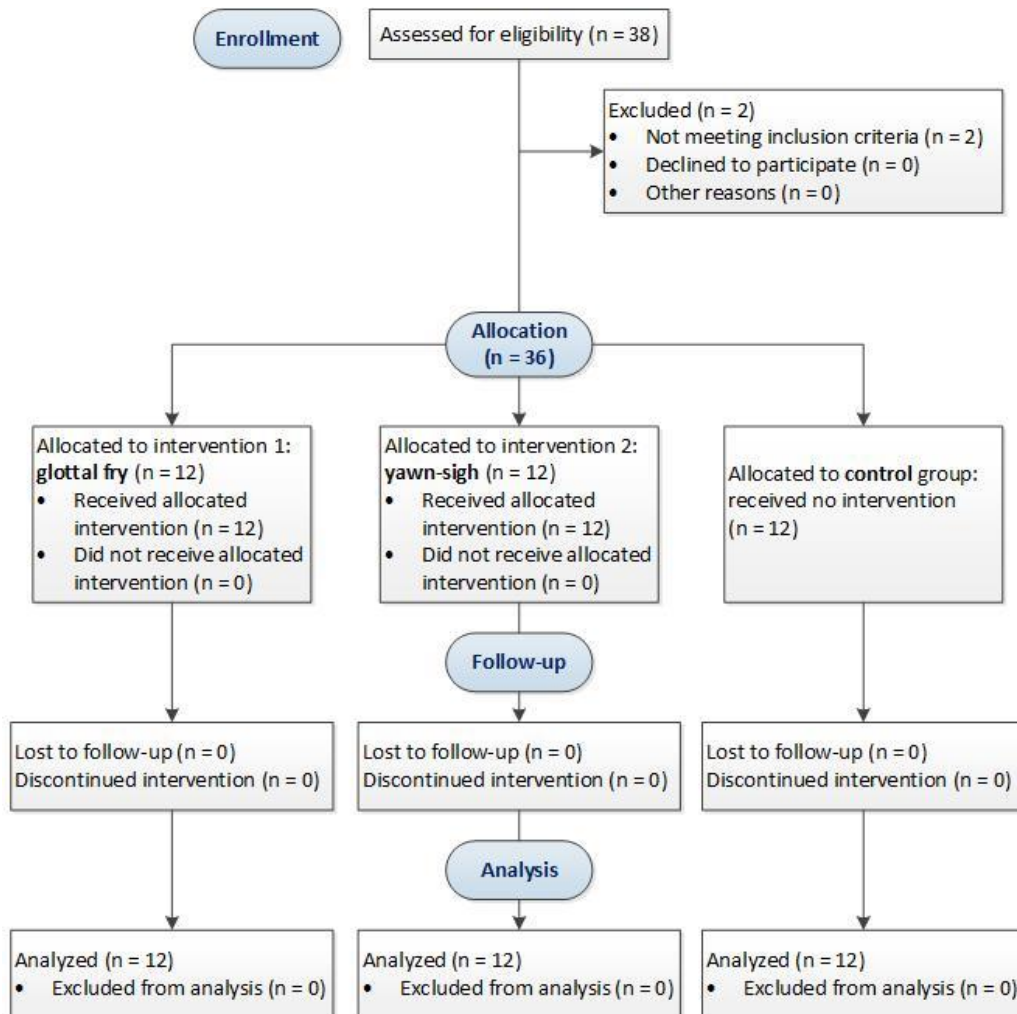 Enrollment
Assessed for eligibility (n = 38)
Excluded (n = 2)
• Not meeting inclusion criteria (n = 2)
• Declined to participate (n = 0)
• Other reasons (n = 0)
Allocation
(n = 36)
Allocated to intervention 1:
glottal fry (n = 12)
• Received allocated
intervention (n = 12)
• Did not receive allocated
intervention (n = 0)
Allocated to intervention 2:
yawn-sigh (n = 12)
• Received allocated
intervention (n = 12)
• Did not receive allocated
intervention (n = 0)
Allocated to control group:
received no intervention
(n = 12)
Follow-up
Lost to follow-up (n = 0)
Discontinued intervention (n = 0)
Lost to follow-up (n = 0)
Discontinued intervention (n = 0)
Lost to follow-up (n = 0)
Discontinued intervention (n = 0)
Analysis
Analyzed (n = 12)
• Excluded from analysis (n = 0)
Analyzed (n = 12)
• Excluded from analysis (n = 0)
Analyzed (n = 12)
• Excluded from analysis (n = 0)